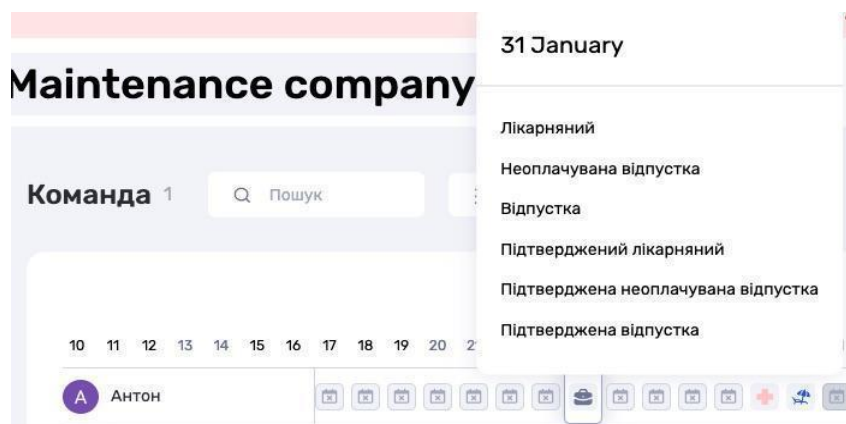 31 January
Maintenance company
Лікарняний
Неоплачувана відпустка
Команда 1
Пошук
Відпустка
Підтверджений лікарняний
Підтверджена неоплачувана відпустка
Підтверджена відпустка
10 11 12 13 14 15 16 17 18 19 20
А Антон